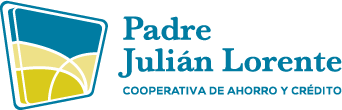 Padre
Julián Lorente
COOPERATIVA DE AHORRO Y CRÉDITO